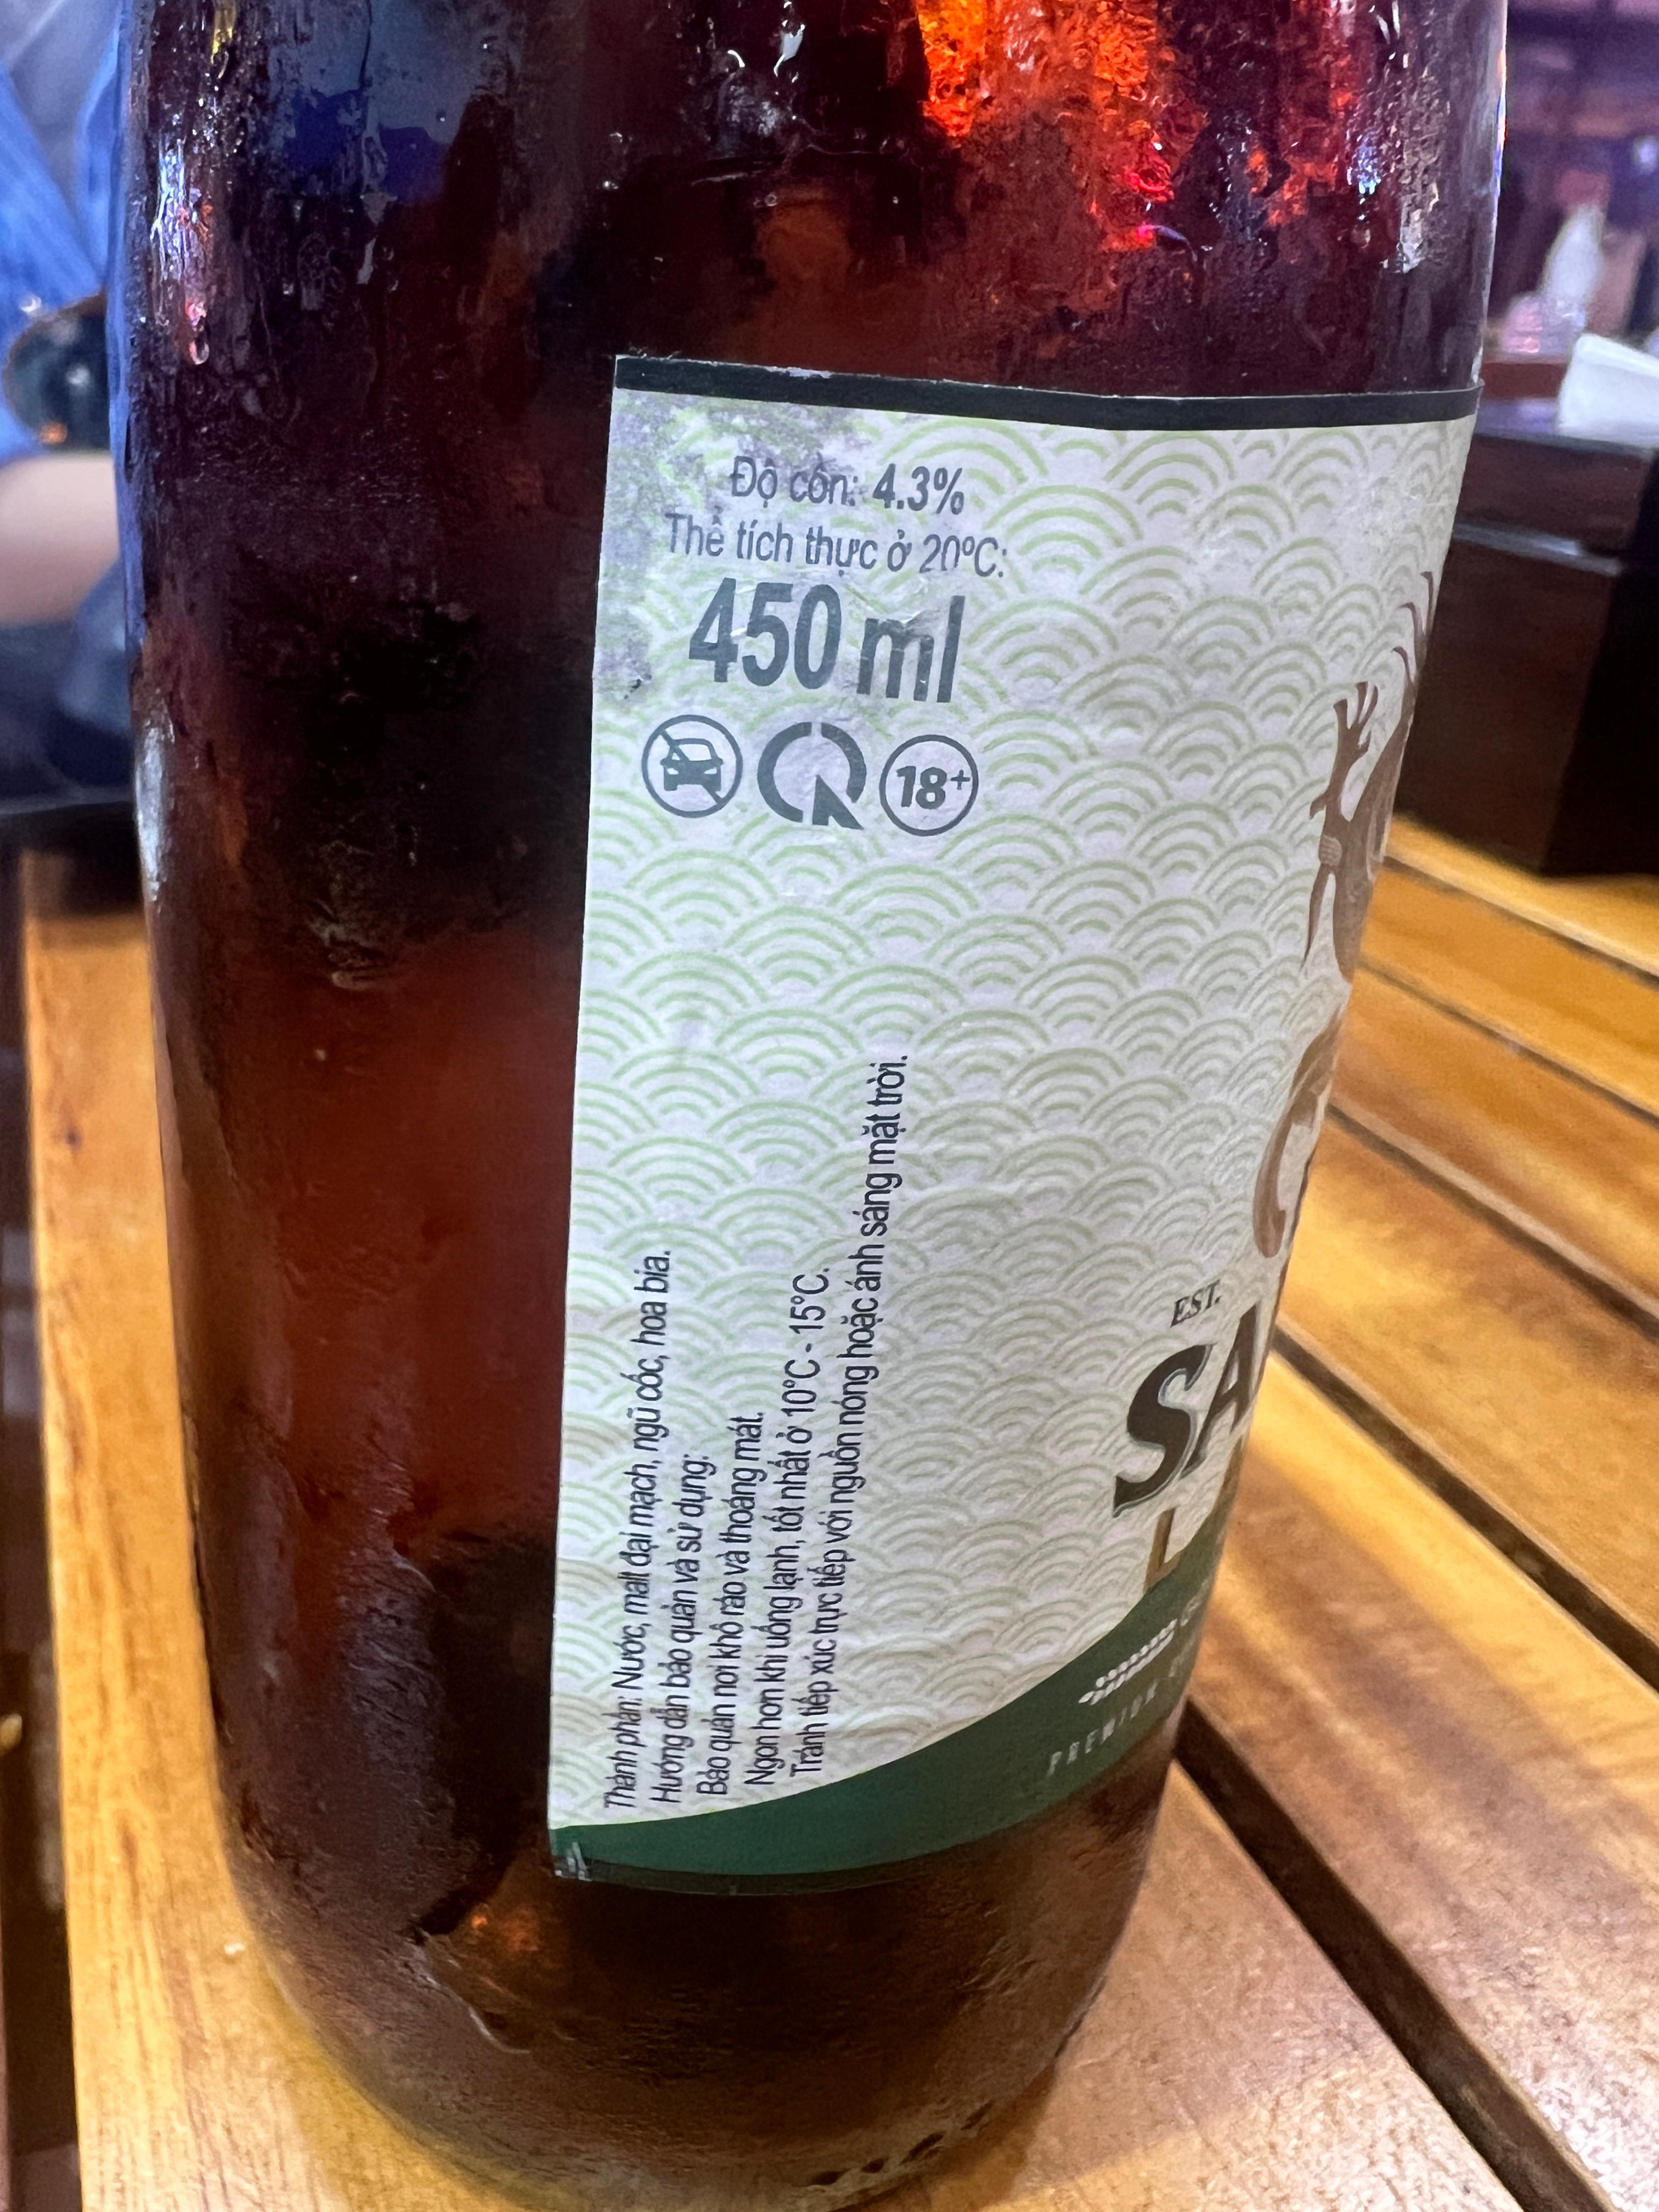 Độ cồn: 4.3%
Thể tích thực ở 20°C:
450 ml
18+
Thành phần: Nước, malt đại mạch, ngũ cốc, hoa bia.
Hướng dẫn bảo quản và sử dụng:
Bảo quản nơi khô ráo và thoáng mát.
Ngon hơn khi uống lạnh, tốt nhất ở 10°C - 15°C.
Tránh tiếp xúc trực tiếp với nguồn nóng hoặc ánh sáng mặt trời.
EST.
SA
PREMIUM